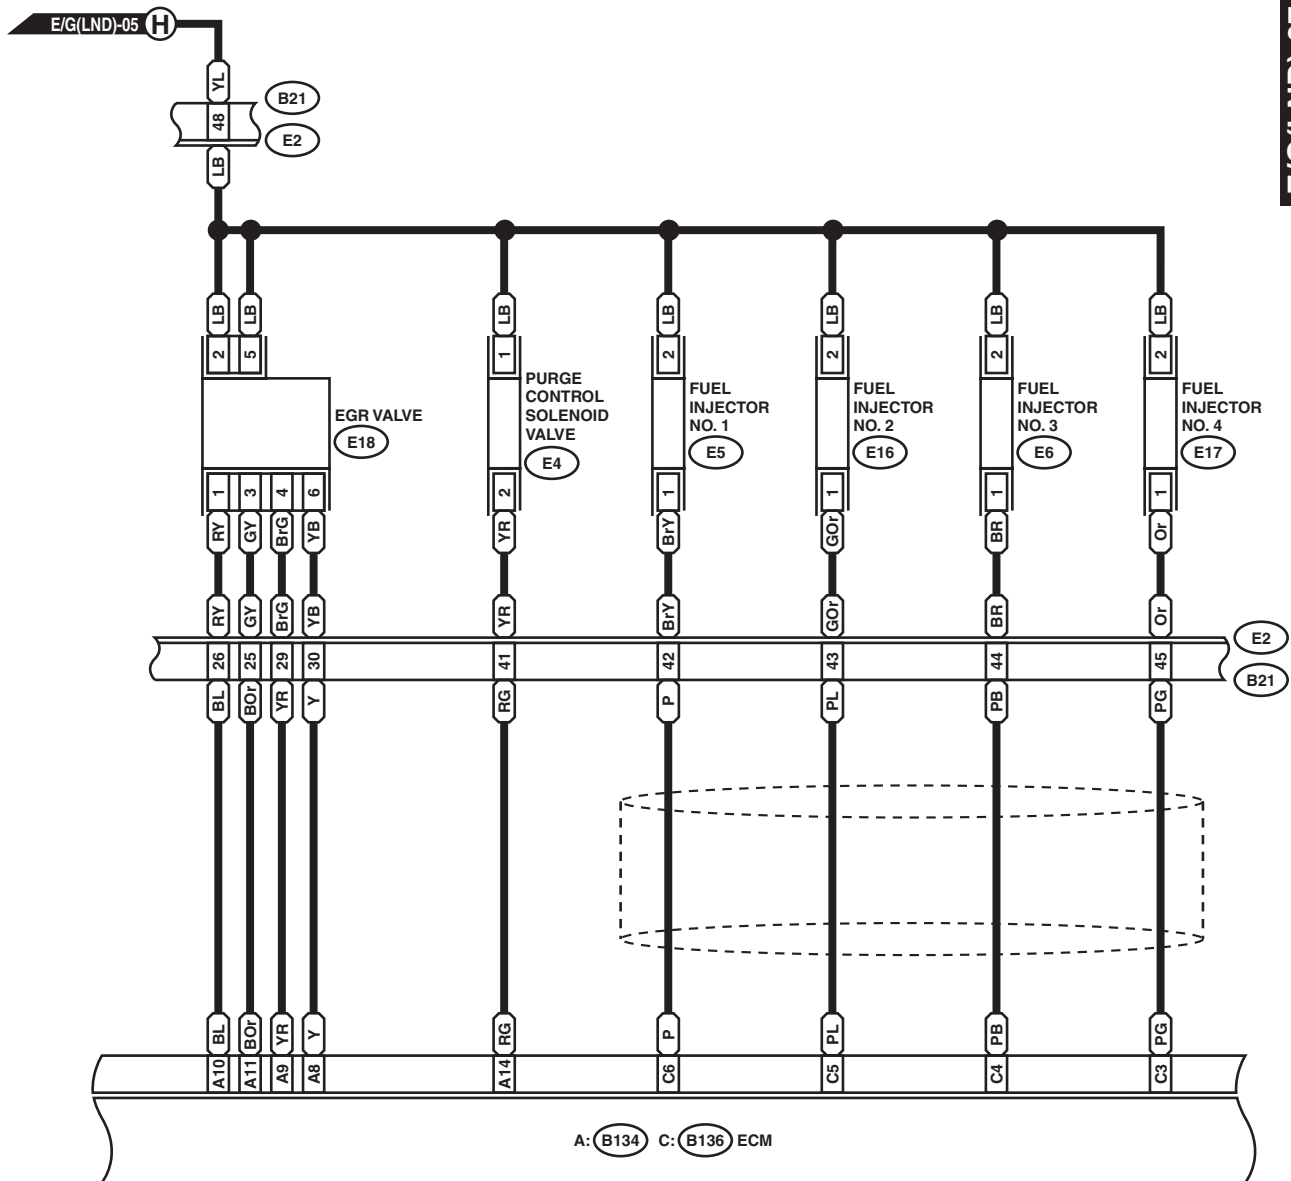 E/G(LND)-05 H
YL
B21
48
E2
LB
LB LB LB LB LB LB LB
2 5 1 2 2 2 2
EGR VALVE
E18
PURGE
CONTROL
SOLENOID
VALVE
E4
FUEL
INJECTOR
NO. 1
E5
FUEL
INJECTOR
NO. 2
E16
FUEL
INJECTOR
NO. 3
E6
FUEL
INJECTOR
NO. 4
E17
1 3 4 6 2 1 1 1 1
RY GY BrG YB YR BrY GOr BR Or
RY GY BrG YB YR BrY GOr BR Or
E2
26 25 29 30 41 42 43 44 45
B21
BL BOr YR Y RG P PL PB PG
BL BOr YR Y RG P PL PB PG
A10 A11 A9 A8 A14 C6 C5 C4 C3
A: B134 C: B136 ECM